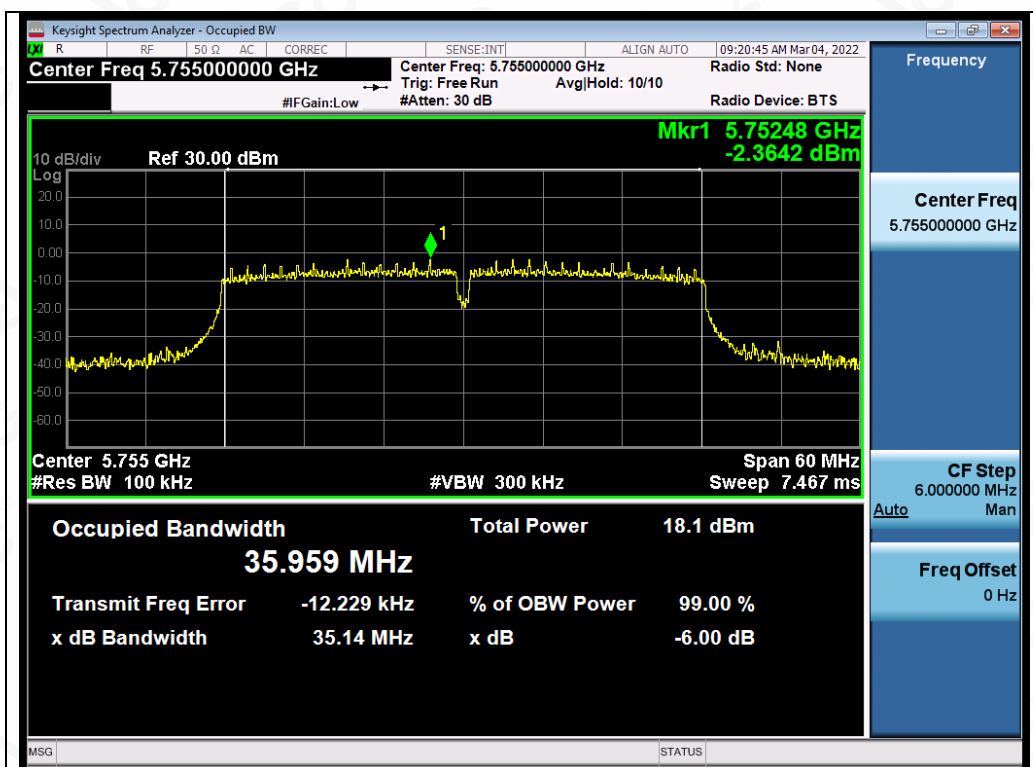 Keysight Spectrum Analyzer - Occupied BW
LXI R RF 50 Ω AC CORREC SENSE:INT ALIGN AUTO 09:20:45 AM Mar 04, 2022
Center Freq 5.755000000 GHz Center Freq: 5.755000000 GHz Radio Std: None
Trig: Free Run Avg|Hold: 10/10
#IFGain:Low #Atten: 30 dB Radio Device: BTS
Mkr1 5.75248 GHz
10 dB/div Ref 30.00 dBm -2.3642 dBm
Log
20.0
10.0
1
0.00
-10.0
-20.0
-30.0
-40.0
-50.0
-60.0
Center 5.755 GHz Span 60 MHz
#Res BW 100 kHz #VBW 300 kHz Sweep 7.467 ms
Occupied Bandwidth Total Power 18.1 dBm
35.959 MHz
Transmit Freq Error -12.229 kHz % of OBW Power 99.00 %
x dB Bandwidth 35.14 MHz x dB -6.00 dB
MSG STATUS
Frequency
Center Freq
5.755000000 GHz
CF Step
6.000000 MHz
Auto Man
Freq Offset
0 Hz